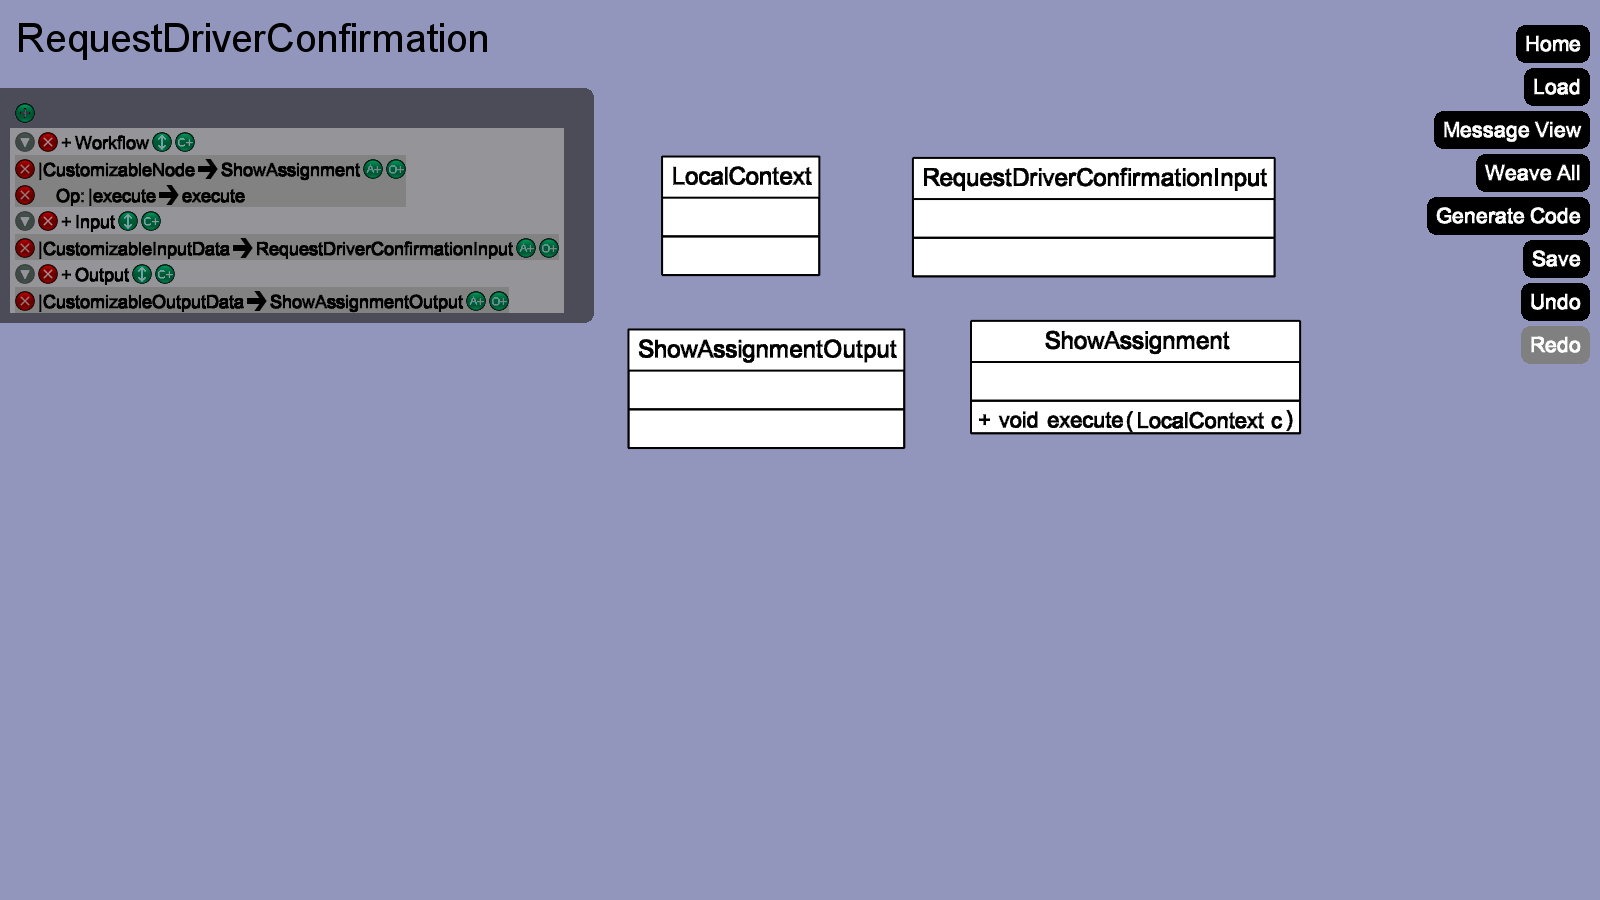 RequestDriverConfirmation
+ Workflow C+
|CustomizableNode➔ShowAssignment A+ O+
Op: |execute➔execute
+ Input C+
|CustomizableInputData➔RequestDriverConfirmationInput A+ O+
+ Output C+
|CustomizableOutputData➔ShowAssignmentOutput A+ O+
LocalContext
RequestDriverConfirmationInput
ShowAssignmentOutput
ShowAssignment
+ void execute(LocalContext c)
Home
Load
Message View
Weave All
Generate Code
Save
Undo
Redo